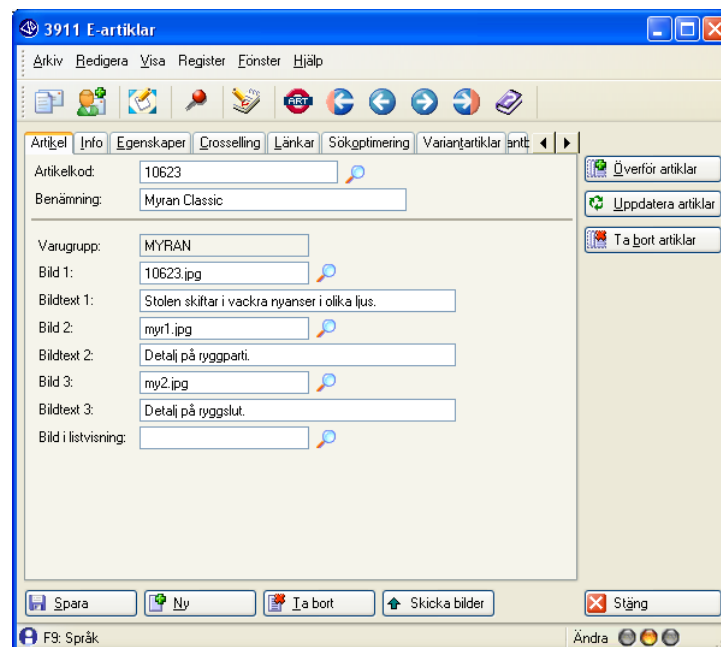 3911 E-artiklar
Arkiv Redigera Visa Register Fönster Hjälp
ART
Artikel Info Egenskaper Crosselling Länkar Sökoptimering Variantartiklar
Artikelkod: 10623
Benämning: Myran Classic
Överför artiklar
Uppdatera artiklar
Ta bort artiklar
Varugrupp: MYRAN
Bild 1: 10623.jpg
Bildtext 1: Stolen skiftar i vackra nyanser i olika ljus.
Bild 2: myr1.jpg
Bildtext 2: Detalj på ryggparti.
Bild 3: my2.jpg
Bildtext 3: Detalj på ryggslut.
Bild i listvisning:
Spara Ny Ta bort Skicka bilder Stäng
F9: Språk Ändra